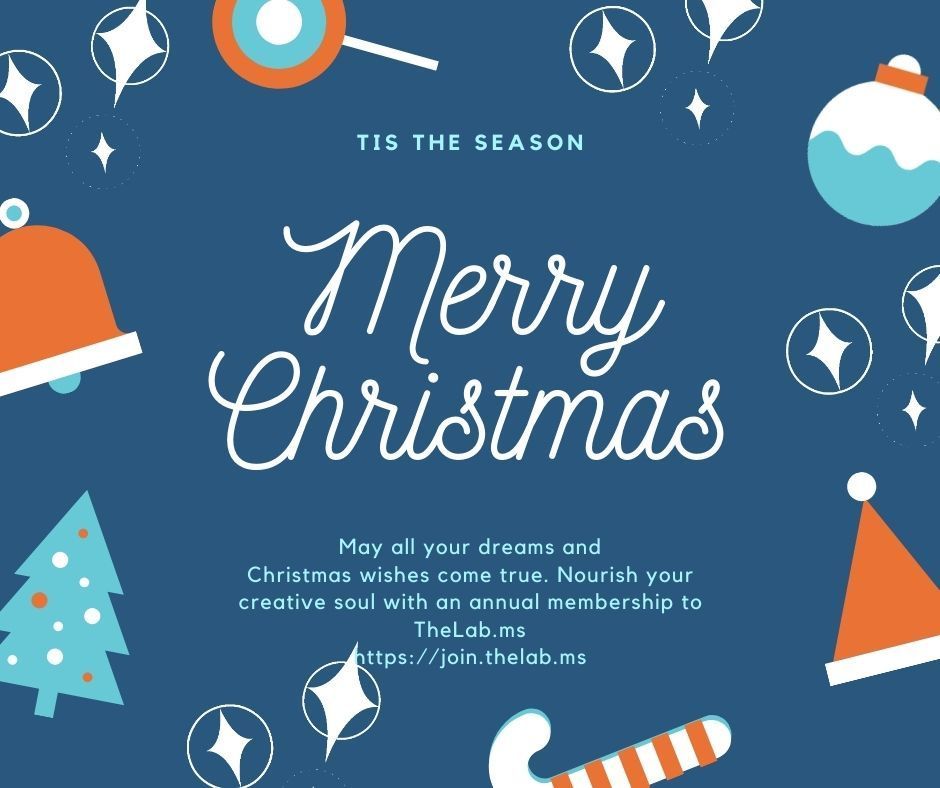 TIS THE SEASON
Merry
Christmas
May all your dreams and
Christmas wishes come true. Nourish your
creative soul with an annual membership to
TheLab.ms
https://join.thelab.ms